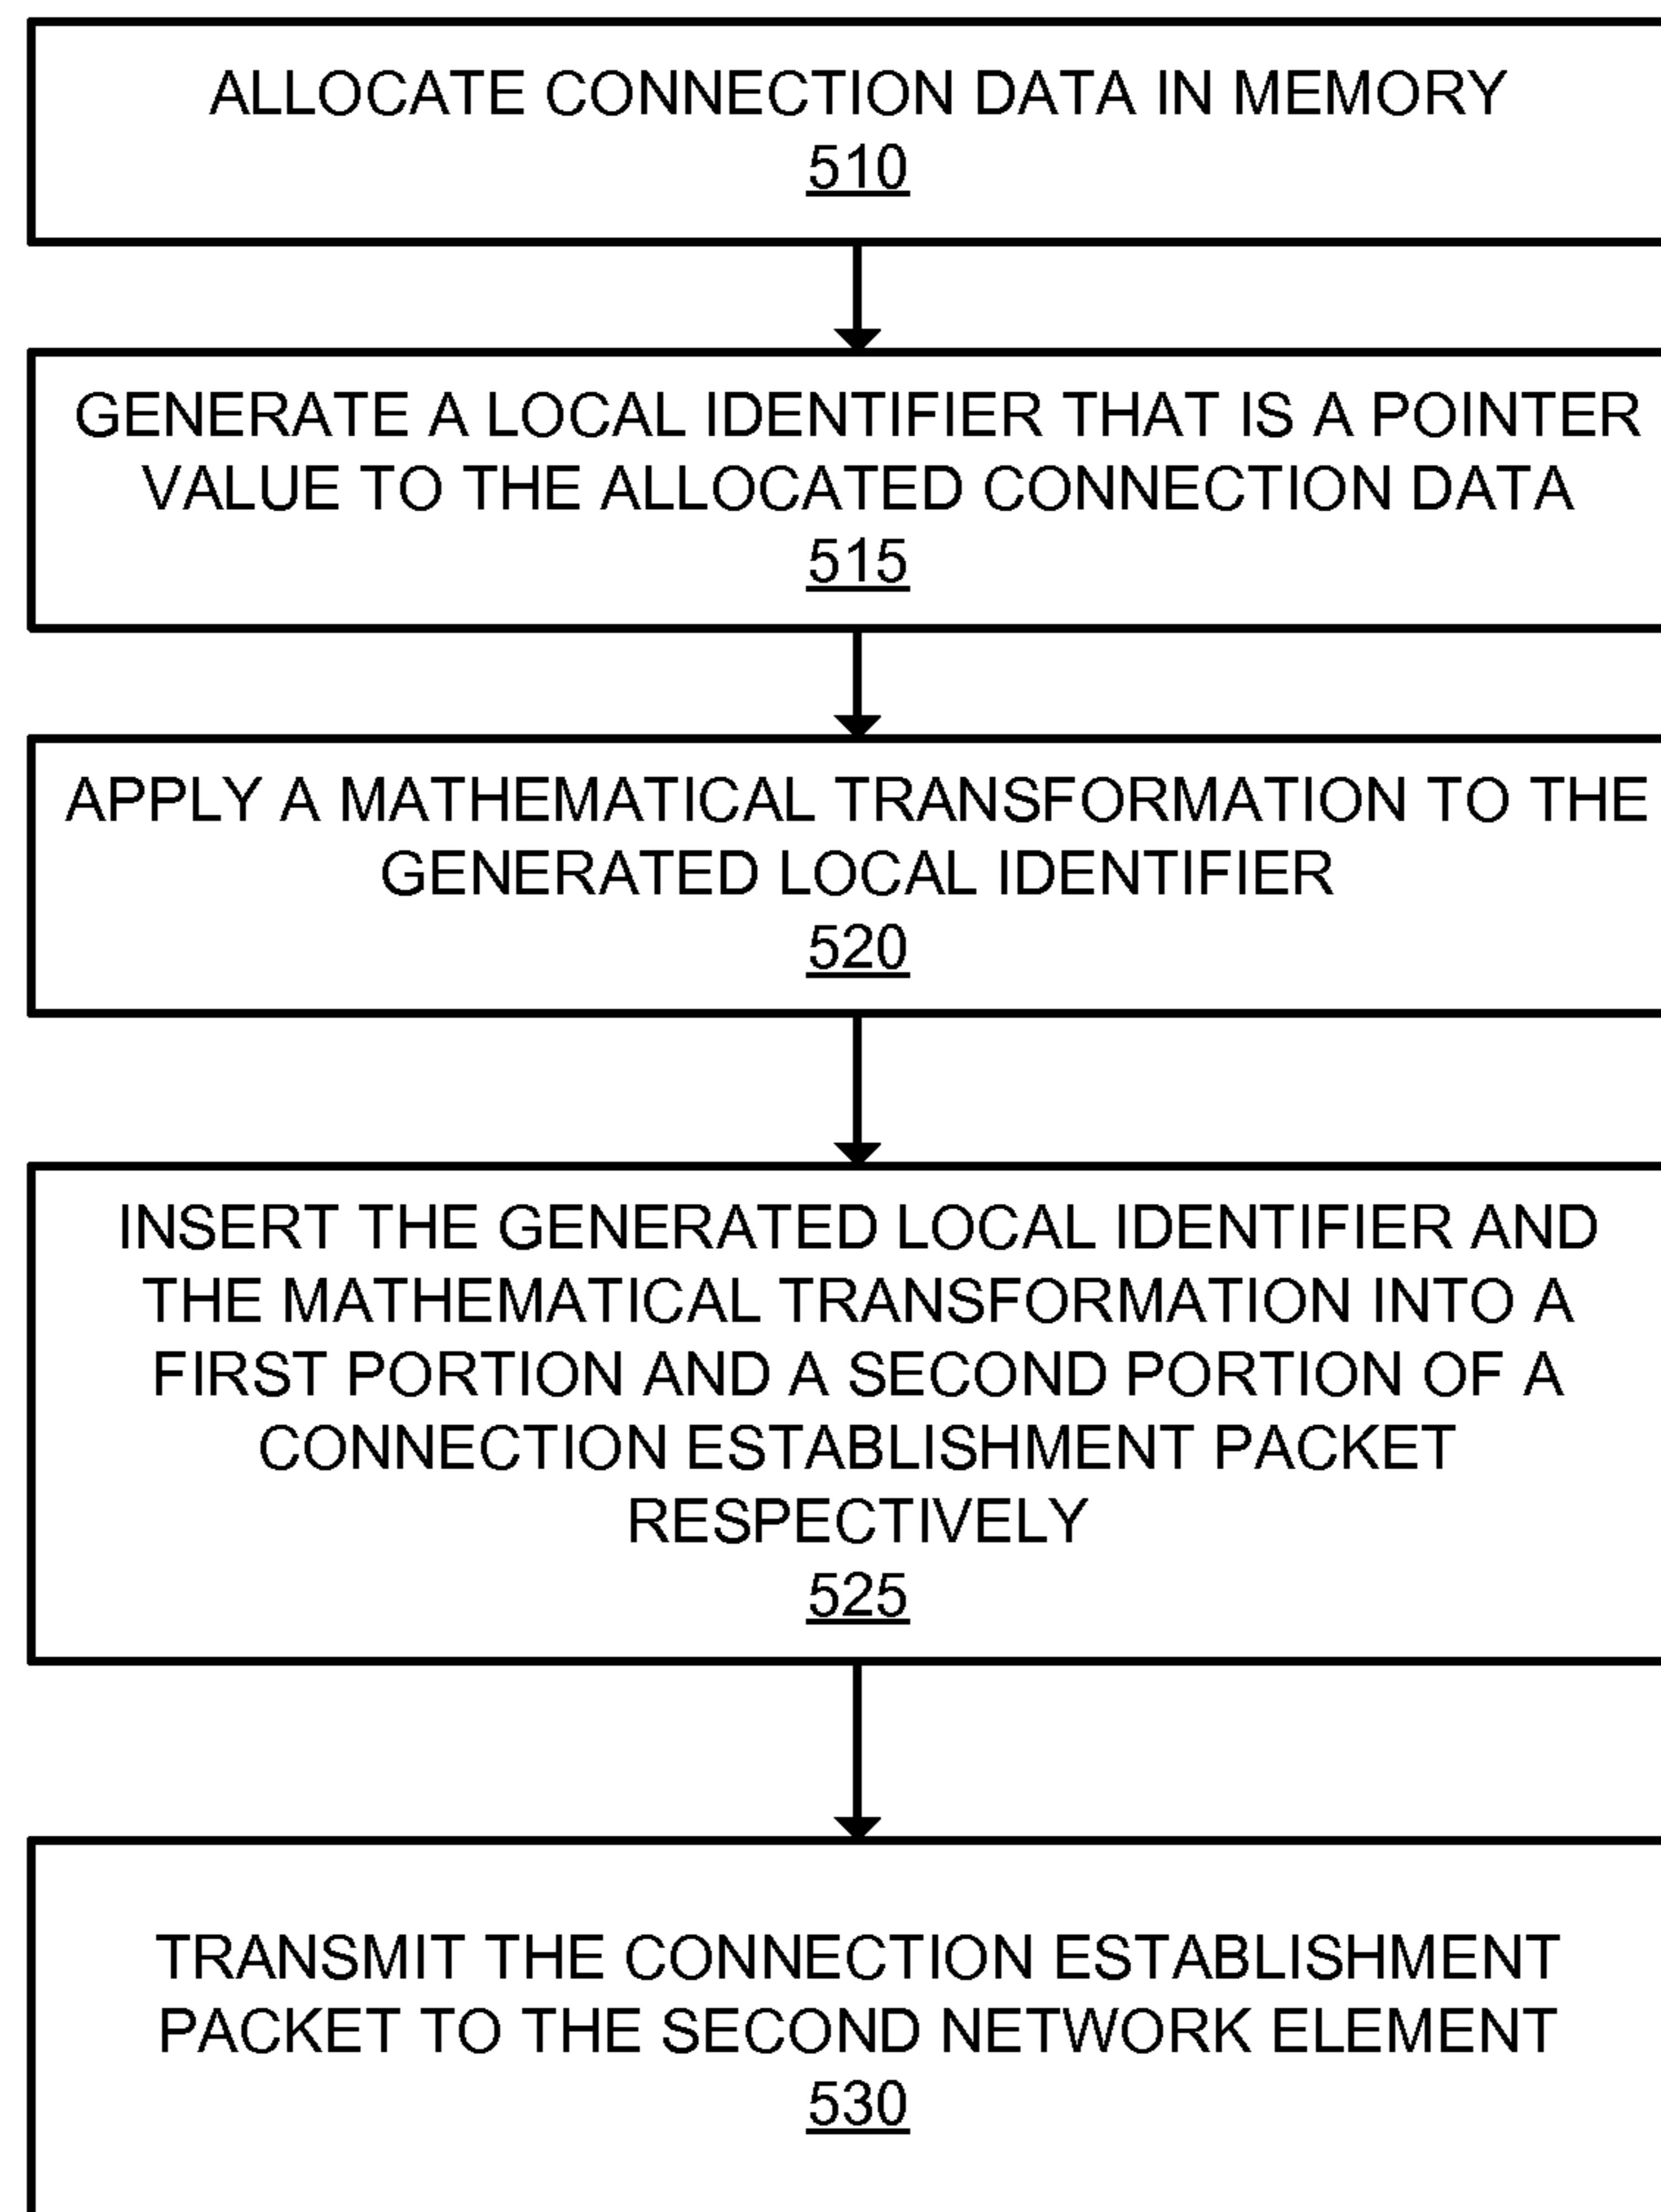 ALLOCATE CONNECTION DATA IN MEMORY
510
GENERATE A LOCAL IDENTIFIER THAT IS A POINTER
VALUE TO THE ALLOCATED CONNECTION DATA
515
APPLY A MATHEMATICAL TRANSFORMATION TO THE
GENERATED LOCAL IDENTIFIER
520
INSERT THE GENERATED LOCAL IDENTIFIER AND
THE MATHEMATICAL TRANSFORMATION INTO A
FIRST PORTION AND A SECOND PORTION OF A
CONNECTION ESTABLISHMENT PACKET
RESPECTIVELY
525
TRANSMIT THE CONNECTION ESTABLISHMENT
PACKET TO THE SECOND NETWORK ELEMENT
530